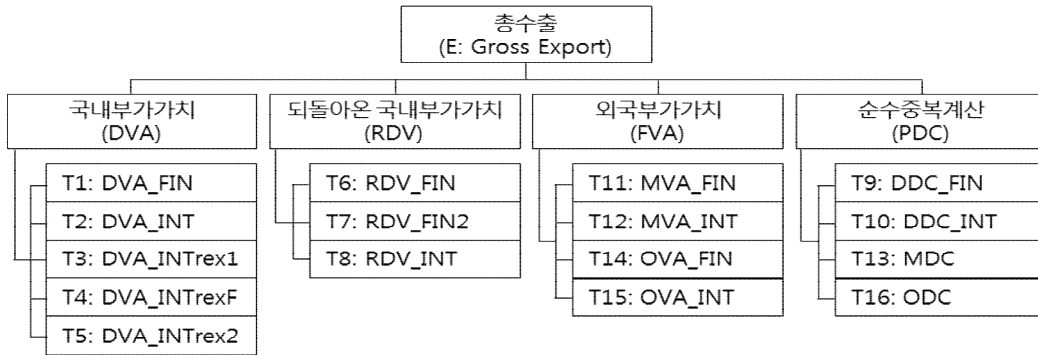 총수출
(E: Gross Export)
국내부가가치
(DVA)
T1: DVA_FIN
T2: DVA_INT
T3: DVA_INTrex1
T4: DVA_INTrexF
T5: DVA_INTrex2
되돌아온 국내부가가치
(RDV)
T6: RDV_FIN
T7: RDV_FIN2
T8: RDV_INT
외국부가가치
(FVA)
T11: MVA_FIN
T12: MVA_INT
T14: OVA_FIN
T15: OVA_INT
순수중복계산
(PDC)
T9: DDC_FIN
T10: DDC_INT
T13: MDC
T16: ODC